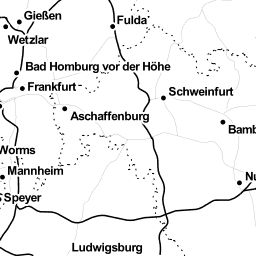 Gießen
Fulda
Wetzlar
Bad Homburg vor der Höhe
Frankfurt
Schweinfurt
Aschaffenburg
Bamb
Worms
Mannheim
Nu
Speyer
Ludwigsburg